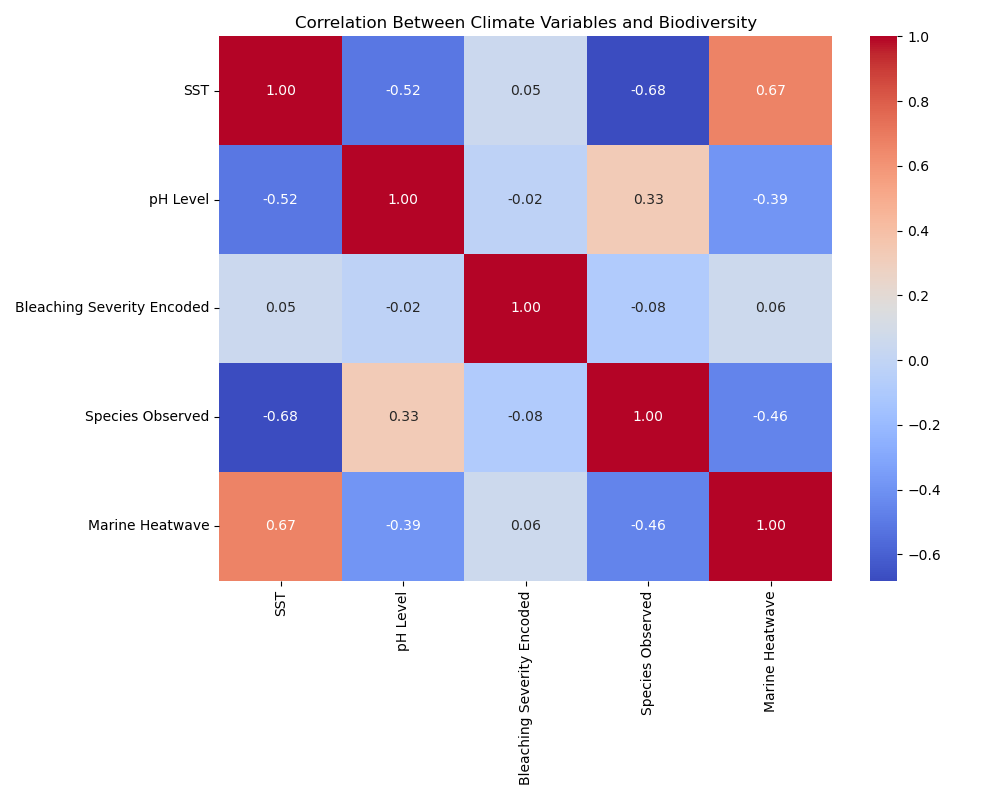 Correlation Between Climate Variables and Biodiversity
SST 1.00 -0.52 0.05 -0.68 0.67
pH Level -0.52 1.00 -0.02 0.33 -0.39
Bleaching Severity Encoded 0.05 -0.02 1.00 -0.08 0.06
Species Observed -0.68 0.33 -0.08 1.00 -0.46
Marine Heatwave 0.67 -0.39 0.06 -0.46 1.00
SST
pH Level
Bleaching Severity Encoded
Species Observed
Marine Heatwave
1.0
0.8
0.6
0.4
0.2
0.0
−0.2
−0.4
−0.6